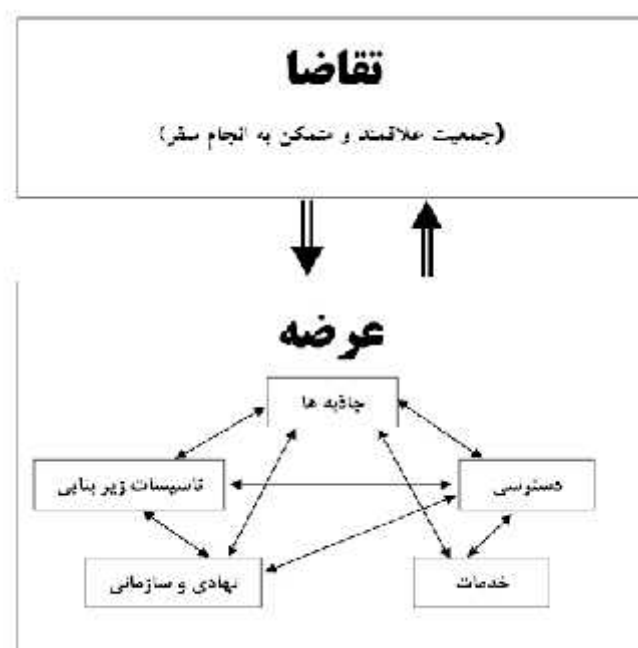 تقاضا
(جمعیت علاقمند و متمکن به انجام سفر)
عرضه
جاذبه ها
دسترسی
تاسیسات زیر بنایی
خدمات
نهادی و سازمانی